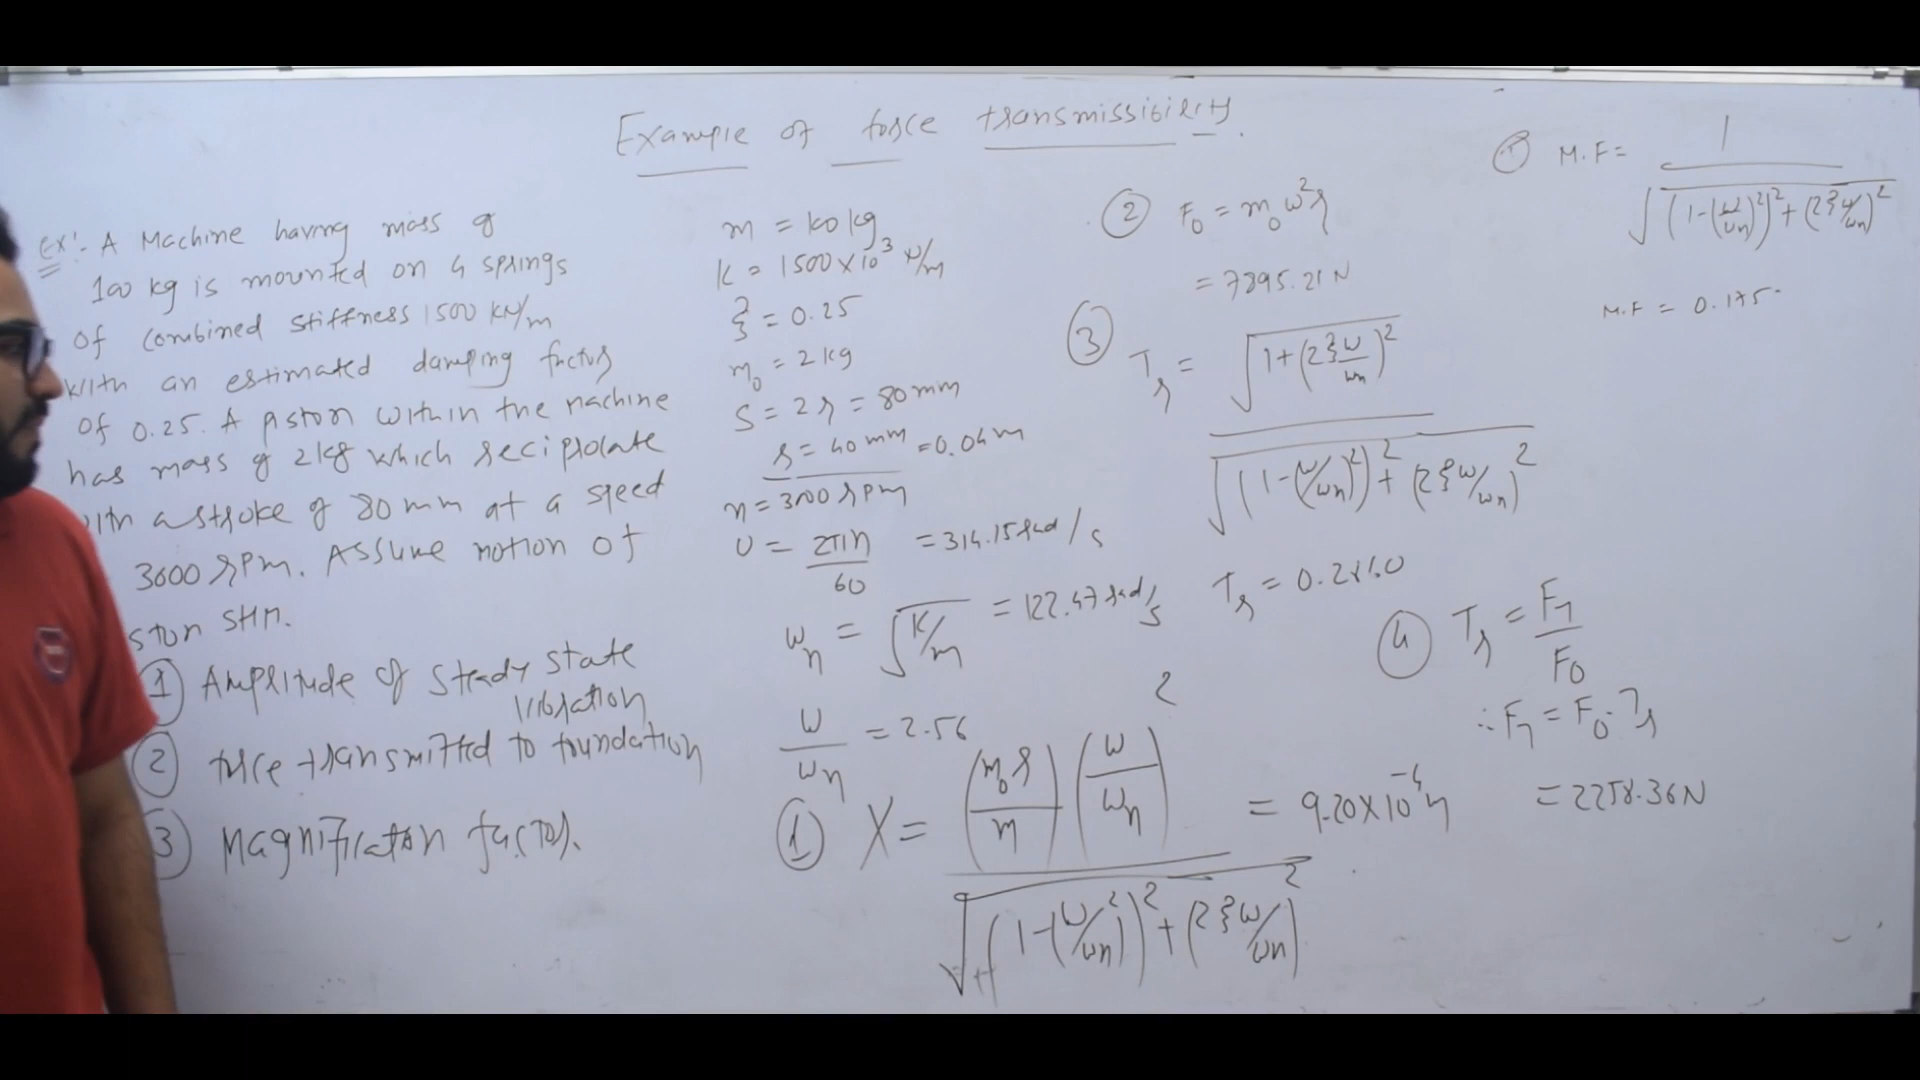 Example of force transmissibility.
Ex:- A Machine having mass of
100 kg is mounted on 4 springs
of combined stiffness 1500 KN/m
with an estimated damping factor
of 0.25. A piston within the machine
has mass of 2 kg which reciprocate
with a stroke of 80 mm at a speed
3000 rpm. Assume motion of
ston SHM.
① Amplitude of steady state
vibration
② force transmitted to foundation
③ Magnification factor.
m = 100 kg
K = 1500×10³ N/m
ξ = 0.25
m₀ = 2 kg
S = 2r = 80 mm
r = 40 mm = 0.04 m
n = 3000 rpm
ω = 2πn/60 = 314.15 rad/s
ωn = √(K/m) = 122.47 rad/s
ω/ωn = 2.56
① X = (m₀r/m)(ω/ωn)² / √((1-(ω/ωn)²)²+(2ξω/ωn)²) = 9.20×10⁻⁴ m
② F₀ = m₀ω²r
= 7895.21 N
③ Tr = √(1+(2ξω/ωn)²) / √((1-(ω/ωn)²)²+(2ξω/ωn)²)
Tr =
④ Tr = FT/F₀
∴ FT = F₀·Tr
= 2258.36 N
M.F = 1 / √((1-(ω/ωn)²)²+(2ξω/ωn)²)
M.F = 0.175